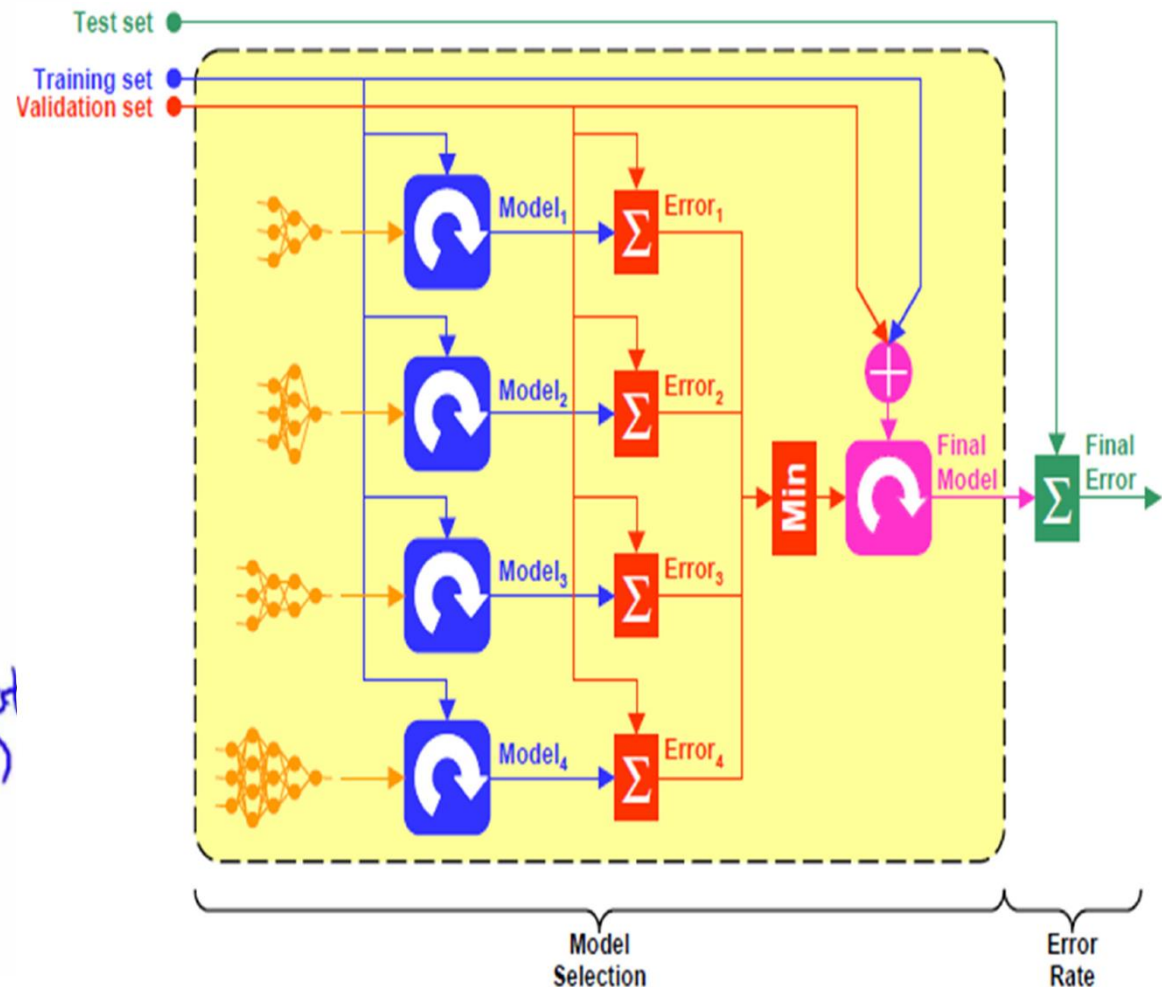 Test set
Training set
Validation set
Model₁
Error₁
Model₂
Error₂
Model₃
Error₃
Model₄
Error₄
Min
Final
Model
Final
Error
Σ
Σ
Σ
Σ
Σ
Model
Selection
Error
Rate